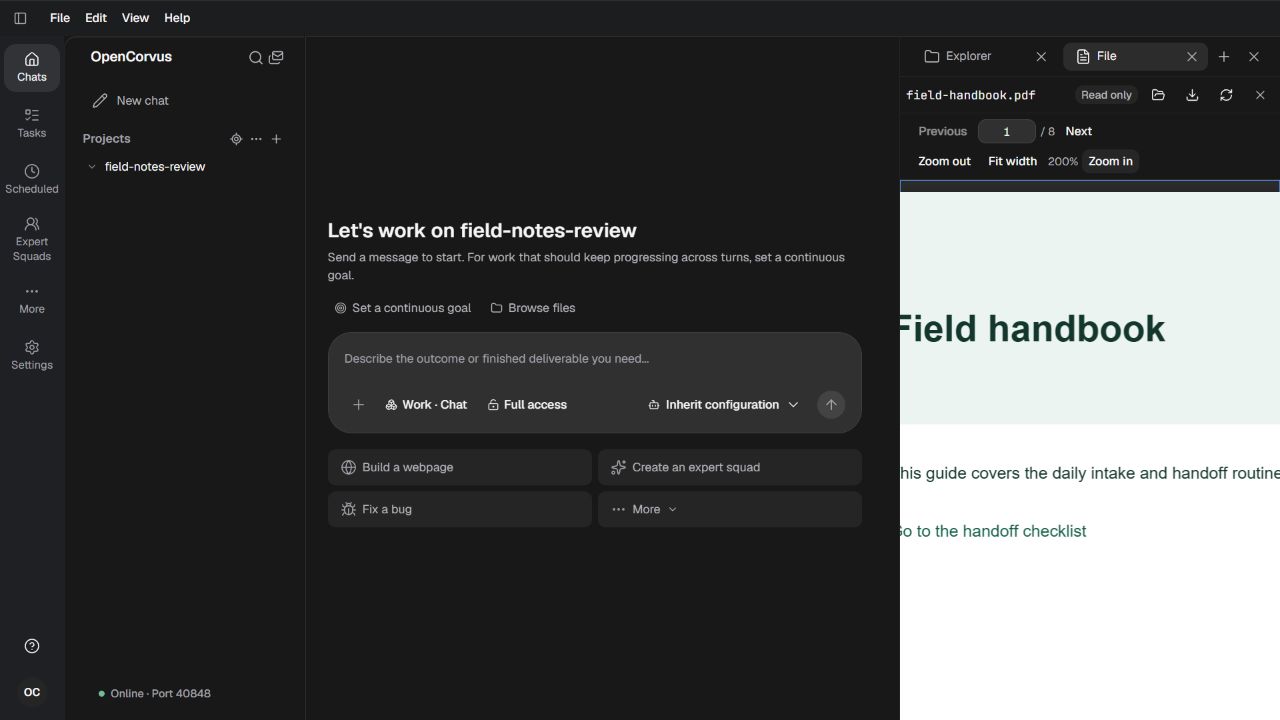 File Edit View Help
Chats
Tasks
Scheduled
Expert
Squads
More
Settings
OC
OpenCorvus
New chat
Projects
field-notes-review
Online · Port 40848
Let's work on field-notes-review
Send a message to start. For work that should keep progressing across turns, set a continuous
goal.
Set a continuous goal Browse files
Describe the outcome or finished deliverable you need...
Work · Chat Full access Inherit configuration
Build a webpage Create an expert squad
Fix a bug More
Explorer File
field-handbook.pdf Read only
Previous 1 / 8 Next
Zoom out Fit width 200% Zoom in
Field handbook
his guide covers the daily intake and handoff routine
Go to the handoff checklist